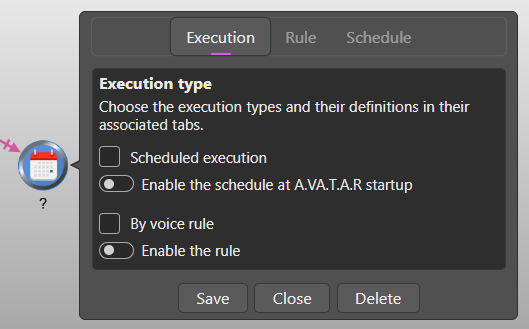 Execution Rule Schedule
Execution type
Choose the execution types and their definitions in their
associated tabs.
Scheduled execution
Enable the schedule at A.VA.T.A.R startup
?
By voice rule
Enable the rule
Save Close Delete